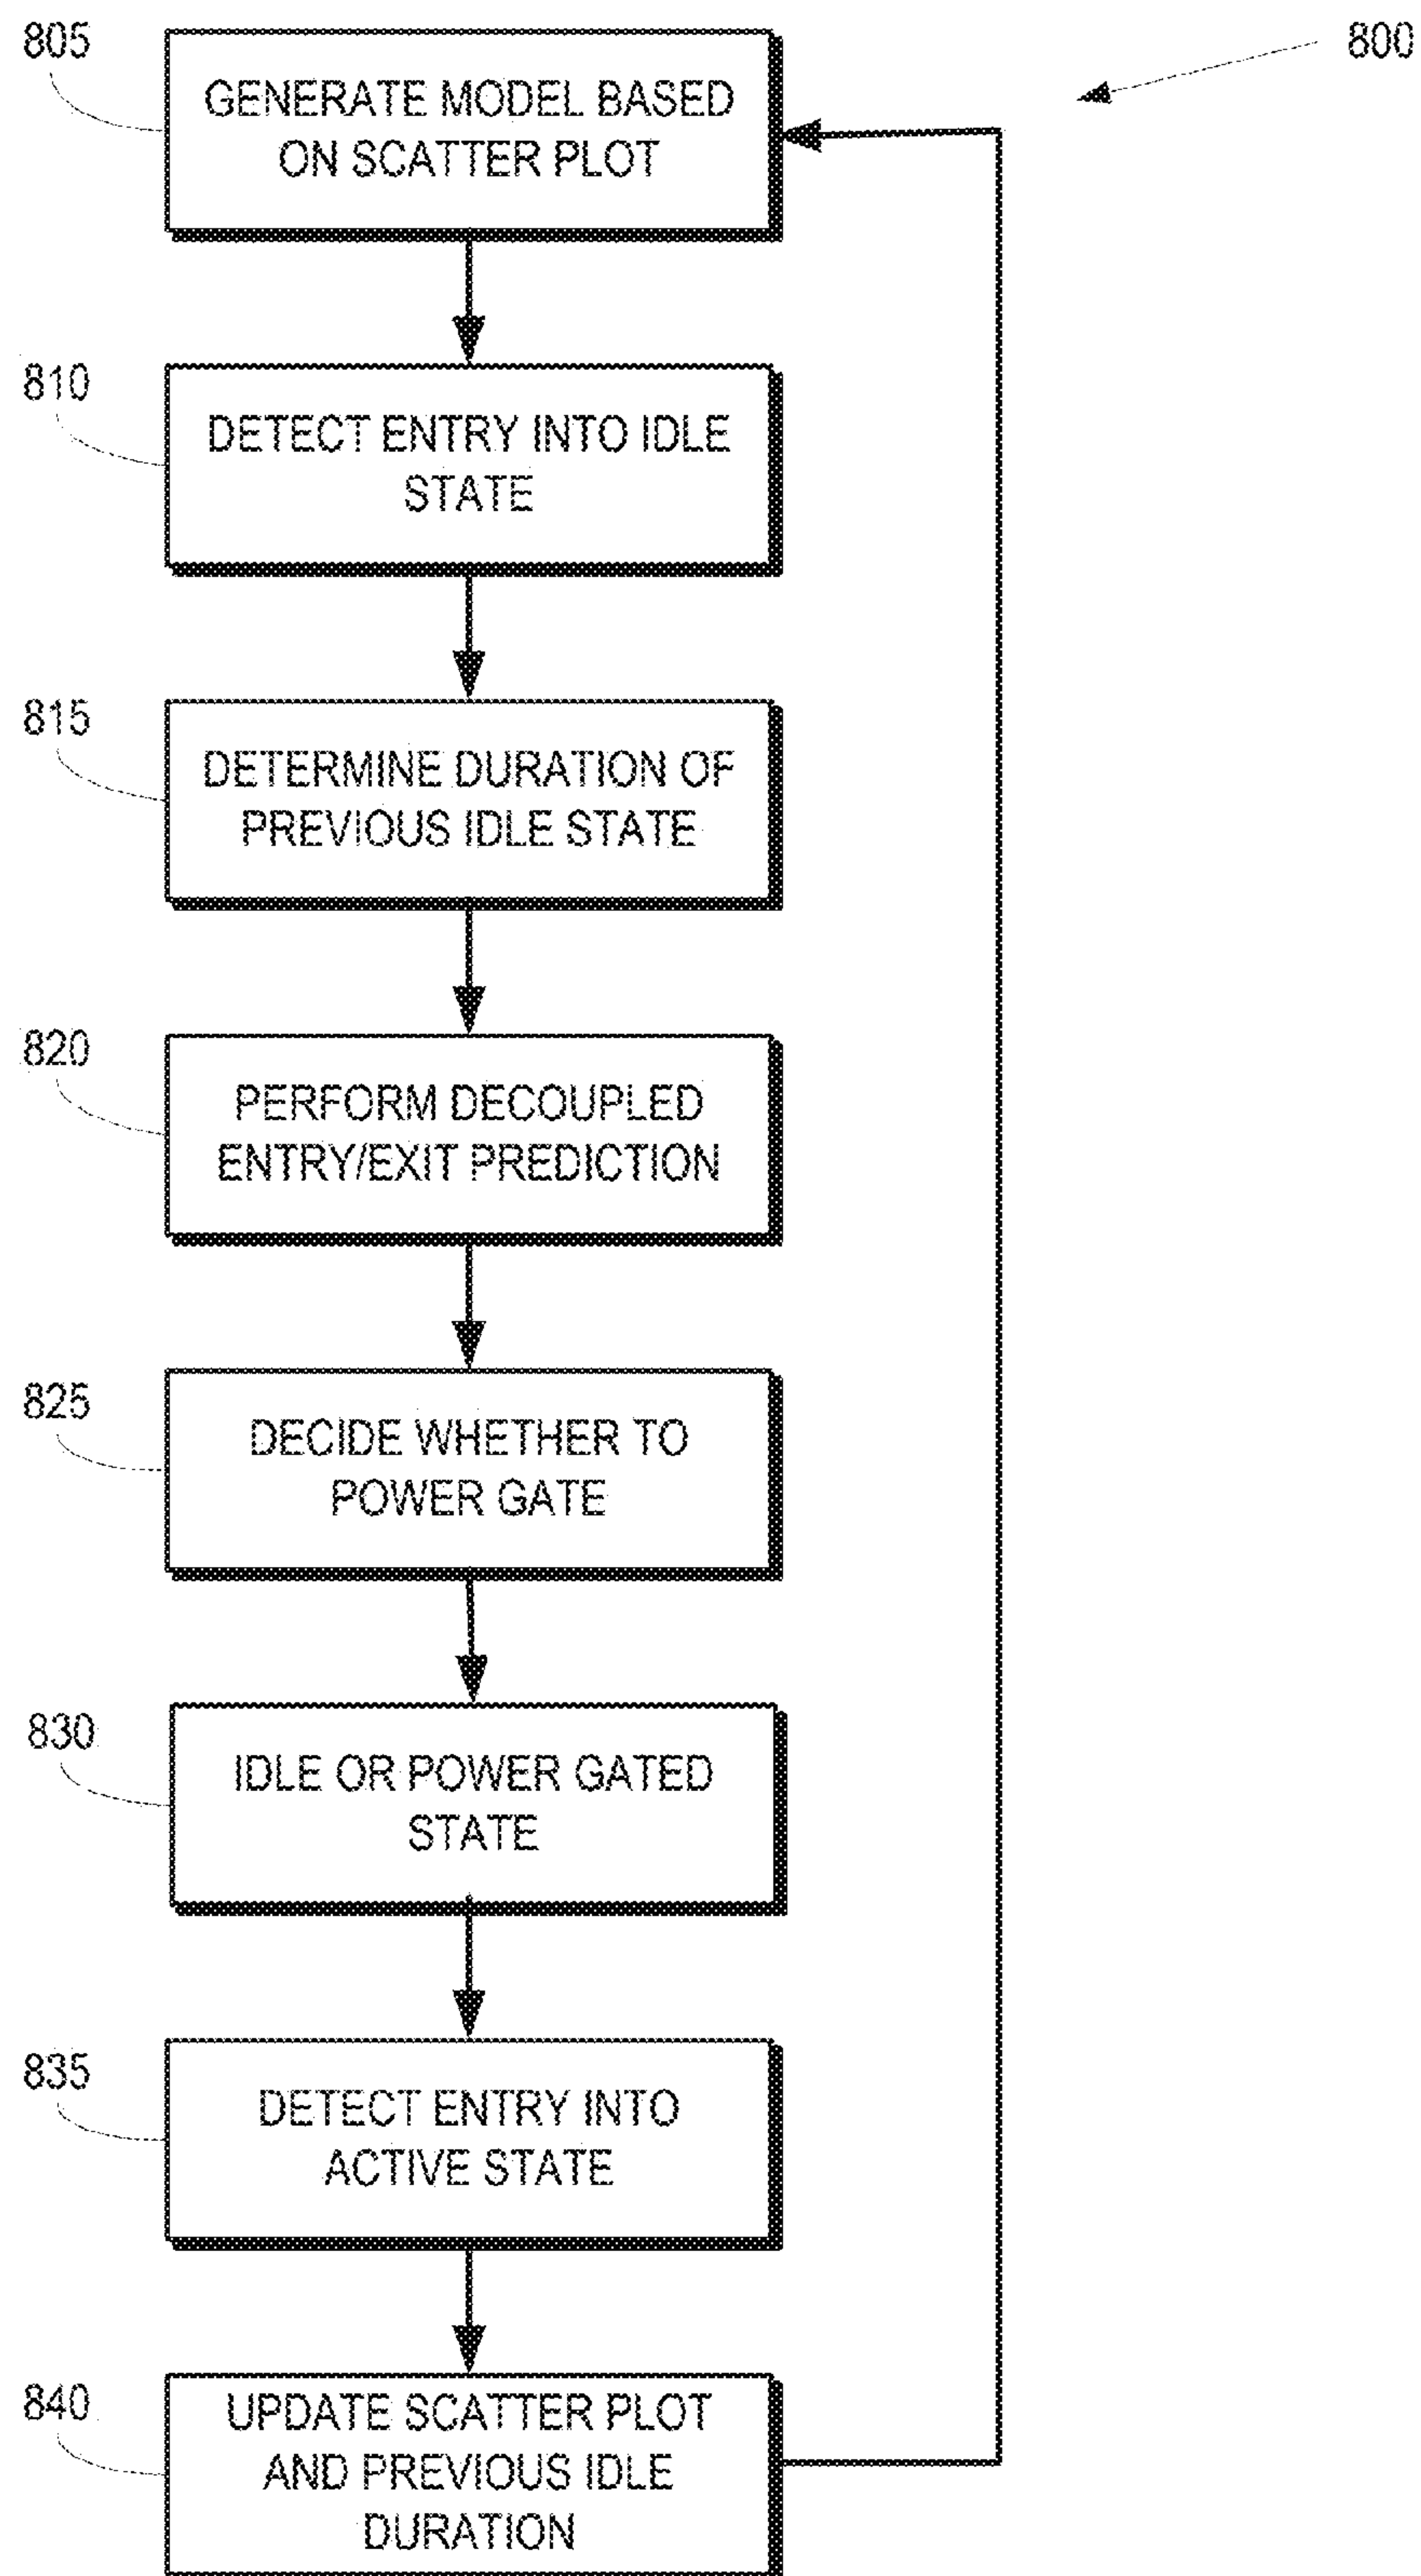 805
800
GENERATE MODEL BASED
ON SCATTER PLOT
810
DETECT ENTRY INTO IDLE
STATE
815
DETERMINE DURATION OF
PREVIOUS IDLE STATE
820
PERFORM DECOUPLED
ENTRY/EXIT PREDICTION
825
DECIDE WHETHER TO
POWER GATE
830
IDLE OR POWER GATED
STATE
835
DETECT ENTRY INTO
ACTIVE STATE
840
UPDATE SCATTER PLOT
AND PREVIOUS IDLE
DURATION